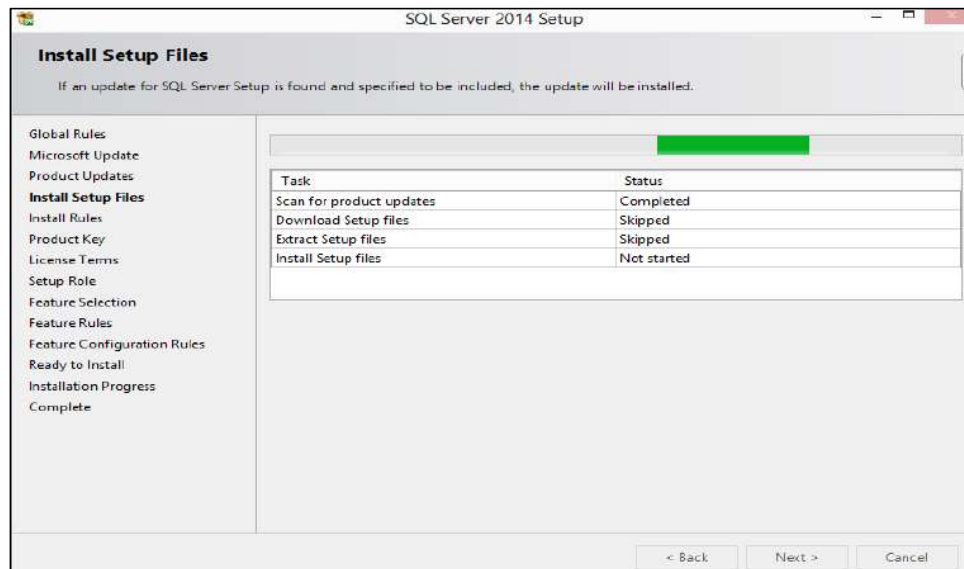 SQL Server 2014 Setup
Install Setup Files
If an update for SQL Server Setup is found and specified to be included, the update will be installed.
Global Rules
Microsoft Update
Product Updates
Install Setup Files
Install Rules
Product Key
License Terms
Setup Role
Feature Selection
Feature Rules
Feature Configuration Rules
Ready to Install
Installation Progress
Complete
Task Status
Scan for product updates Completed
Download Setup files Skipped
Extract Setup files Skipped
Install Setup files Not started
< Back Next > Cancel